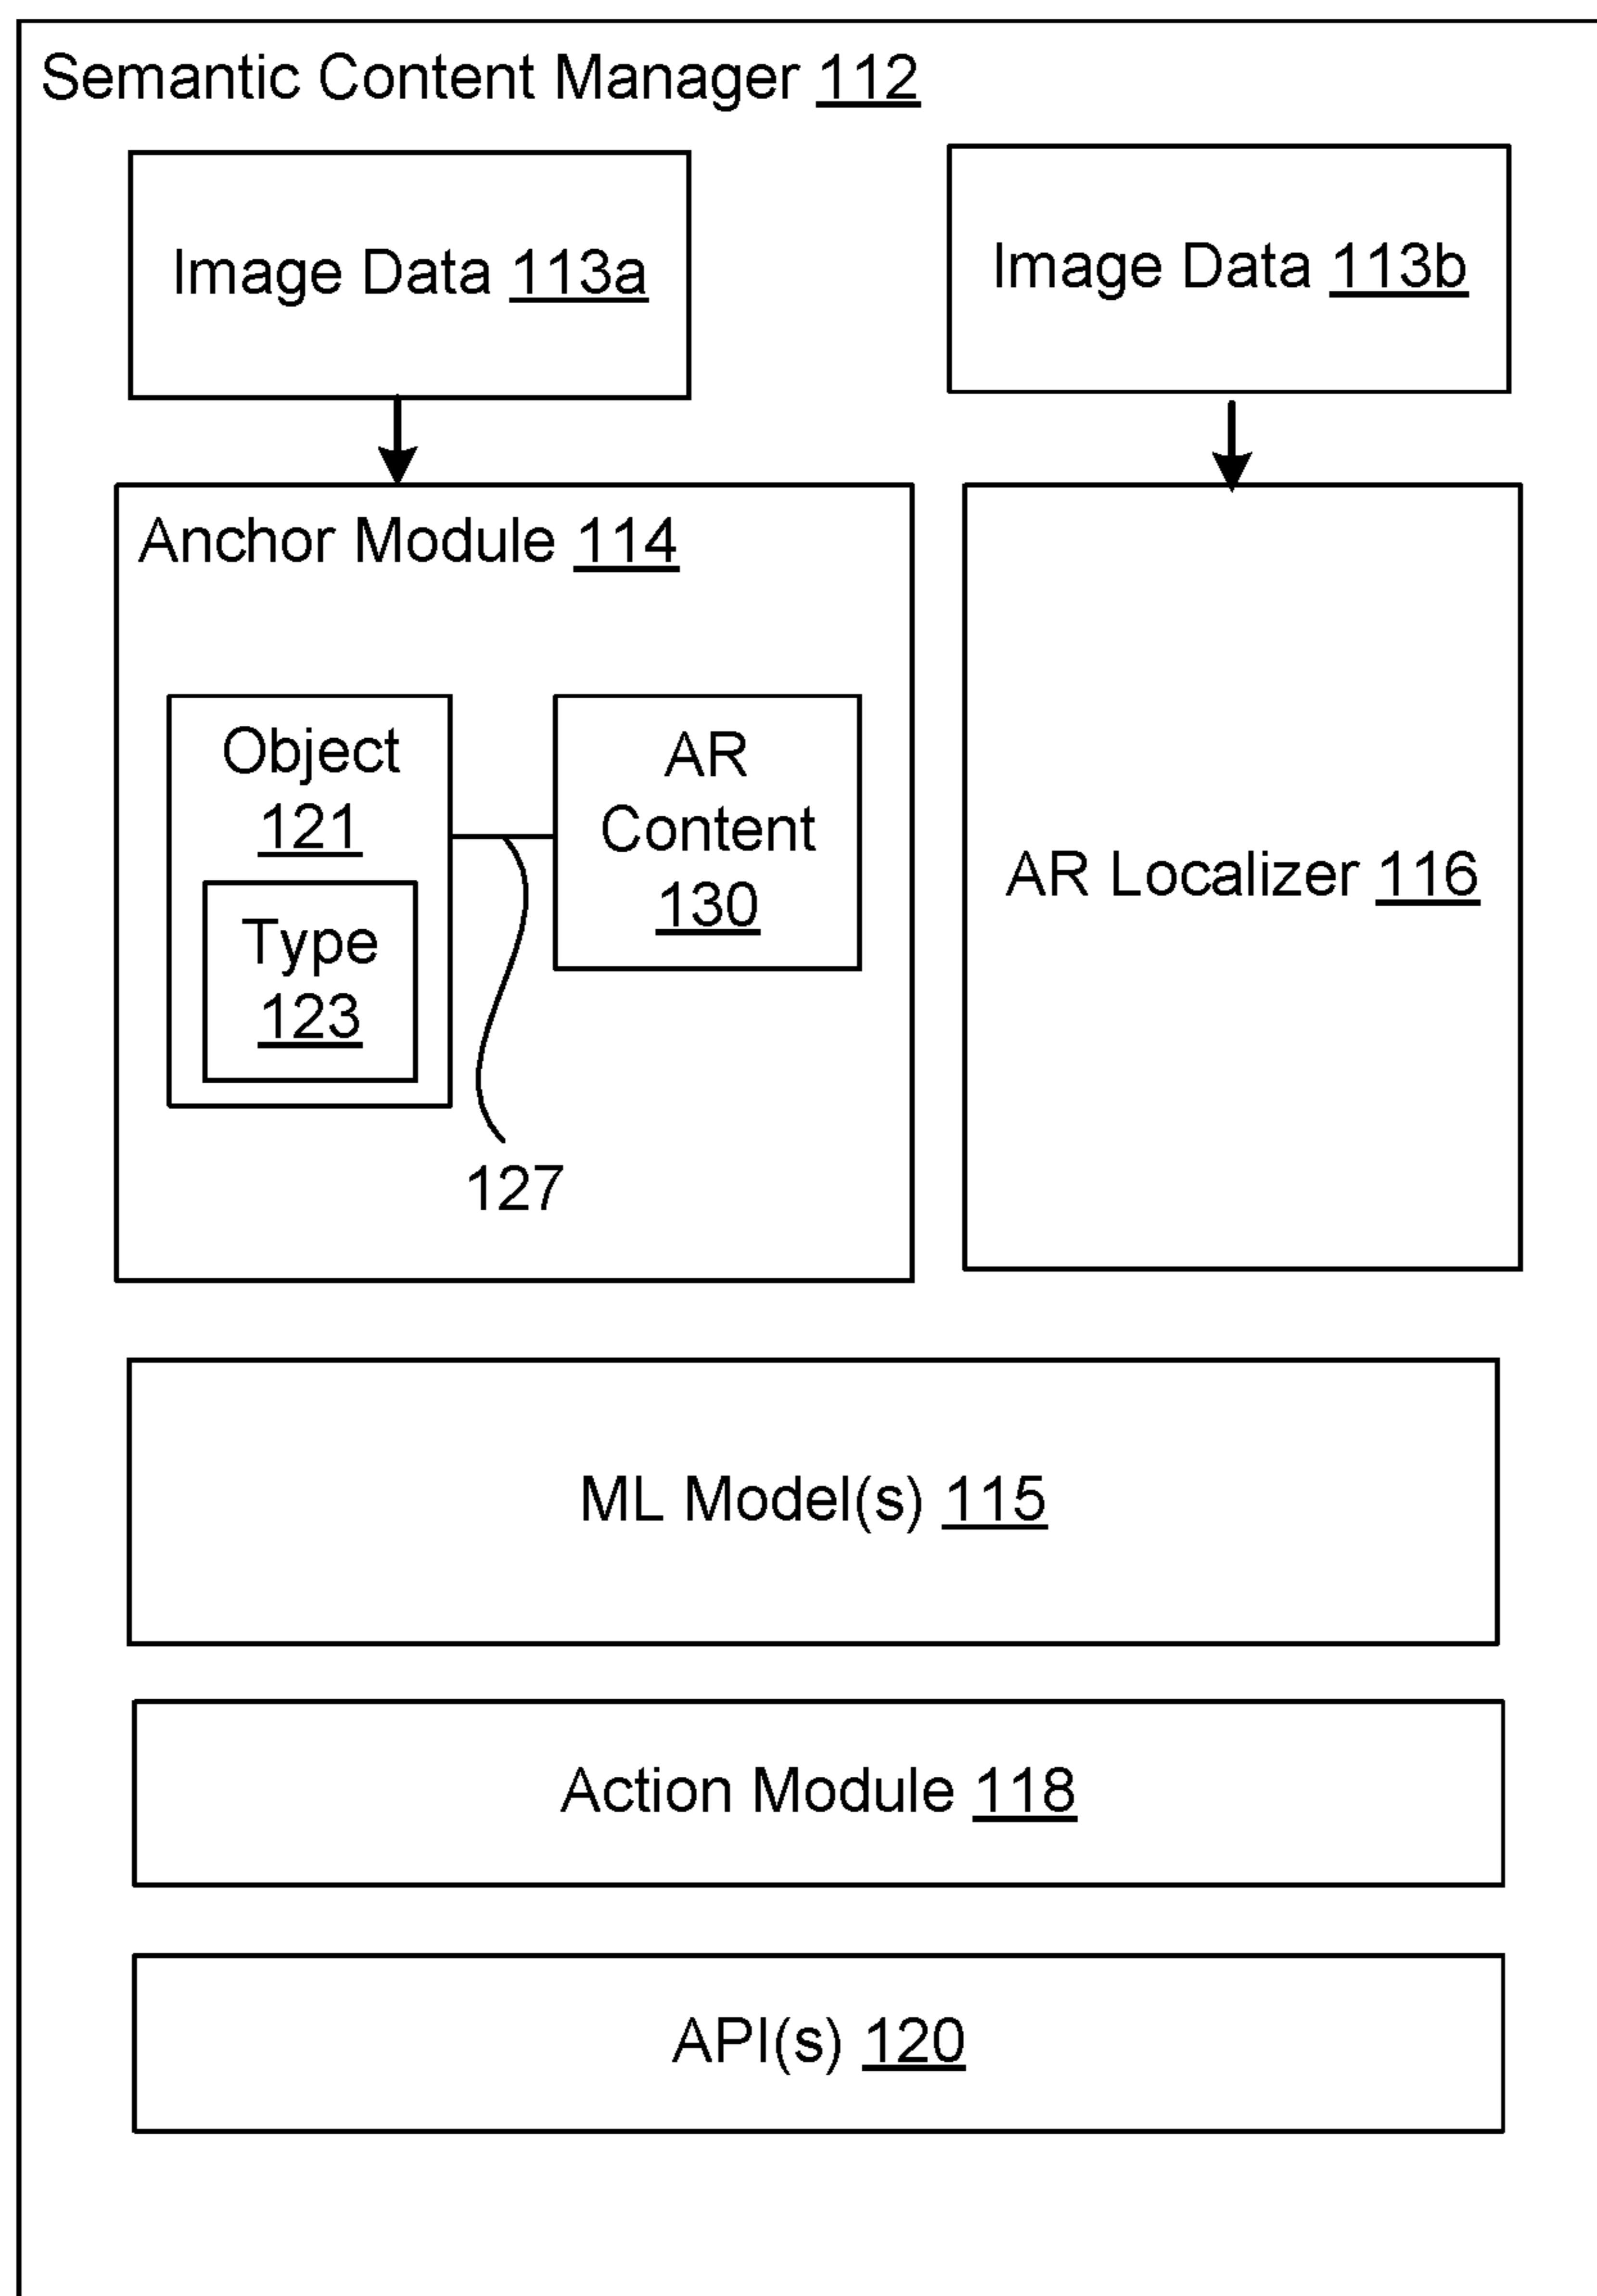 Semantic Content Manager 112
Image Data 113a
Image Data 113b
Anchor Module 114
Object
121
Type
123
AR
Content
130
127
AR Localizer 116
ML Model(s) 115
Action Module 118
API(s) 120